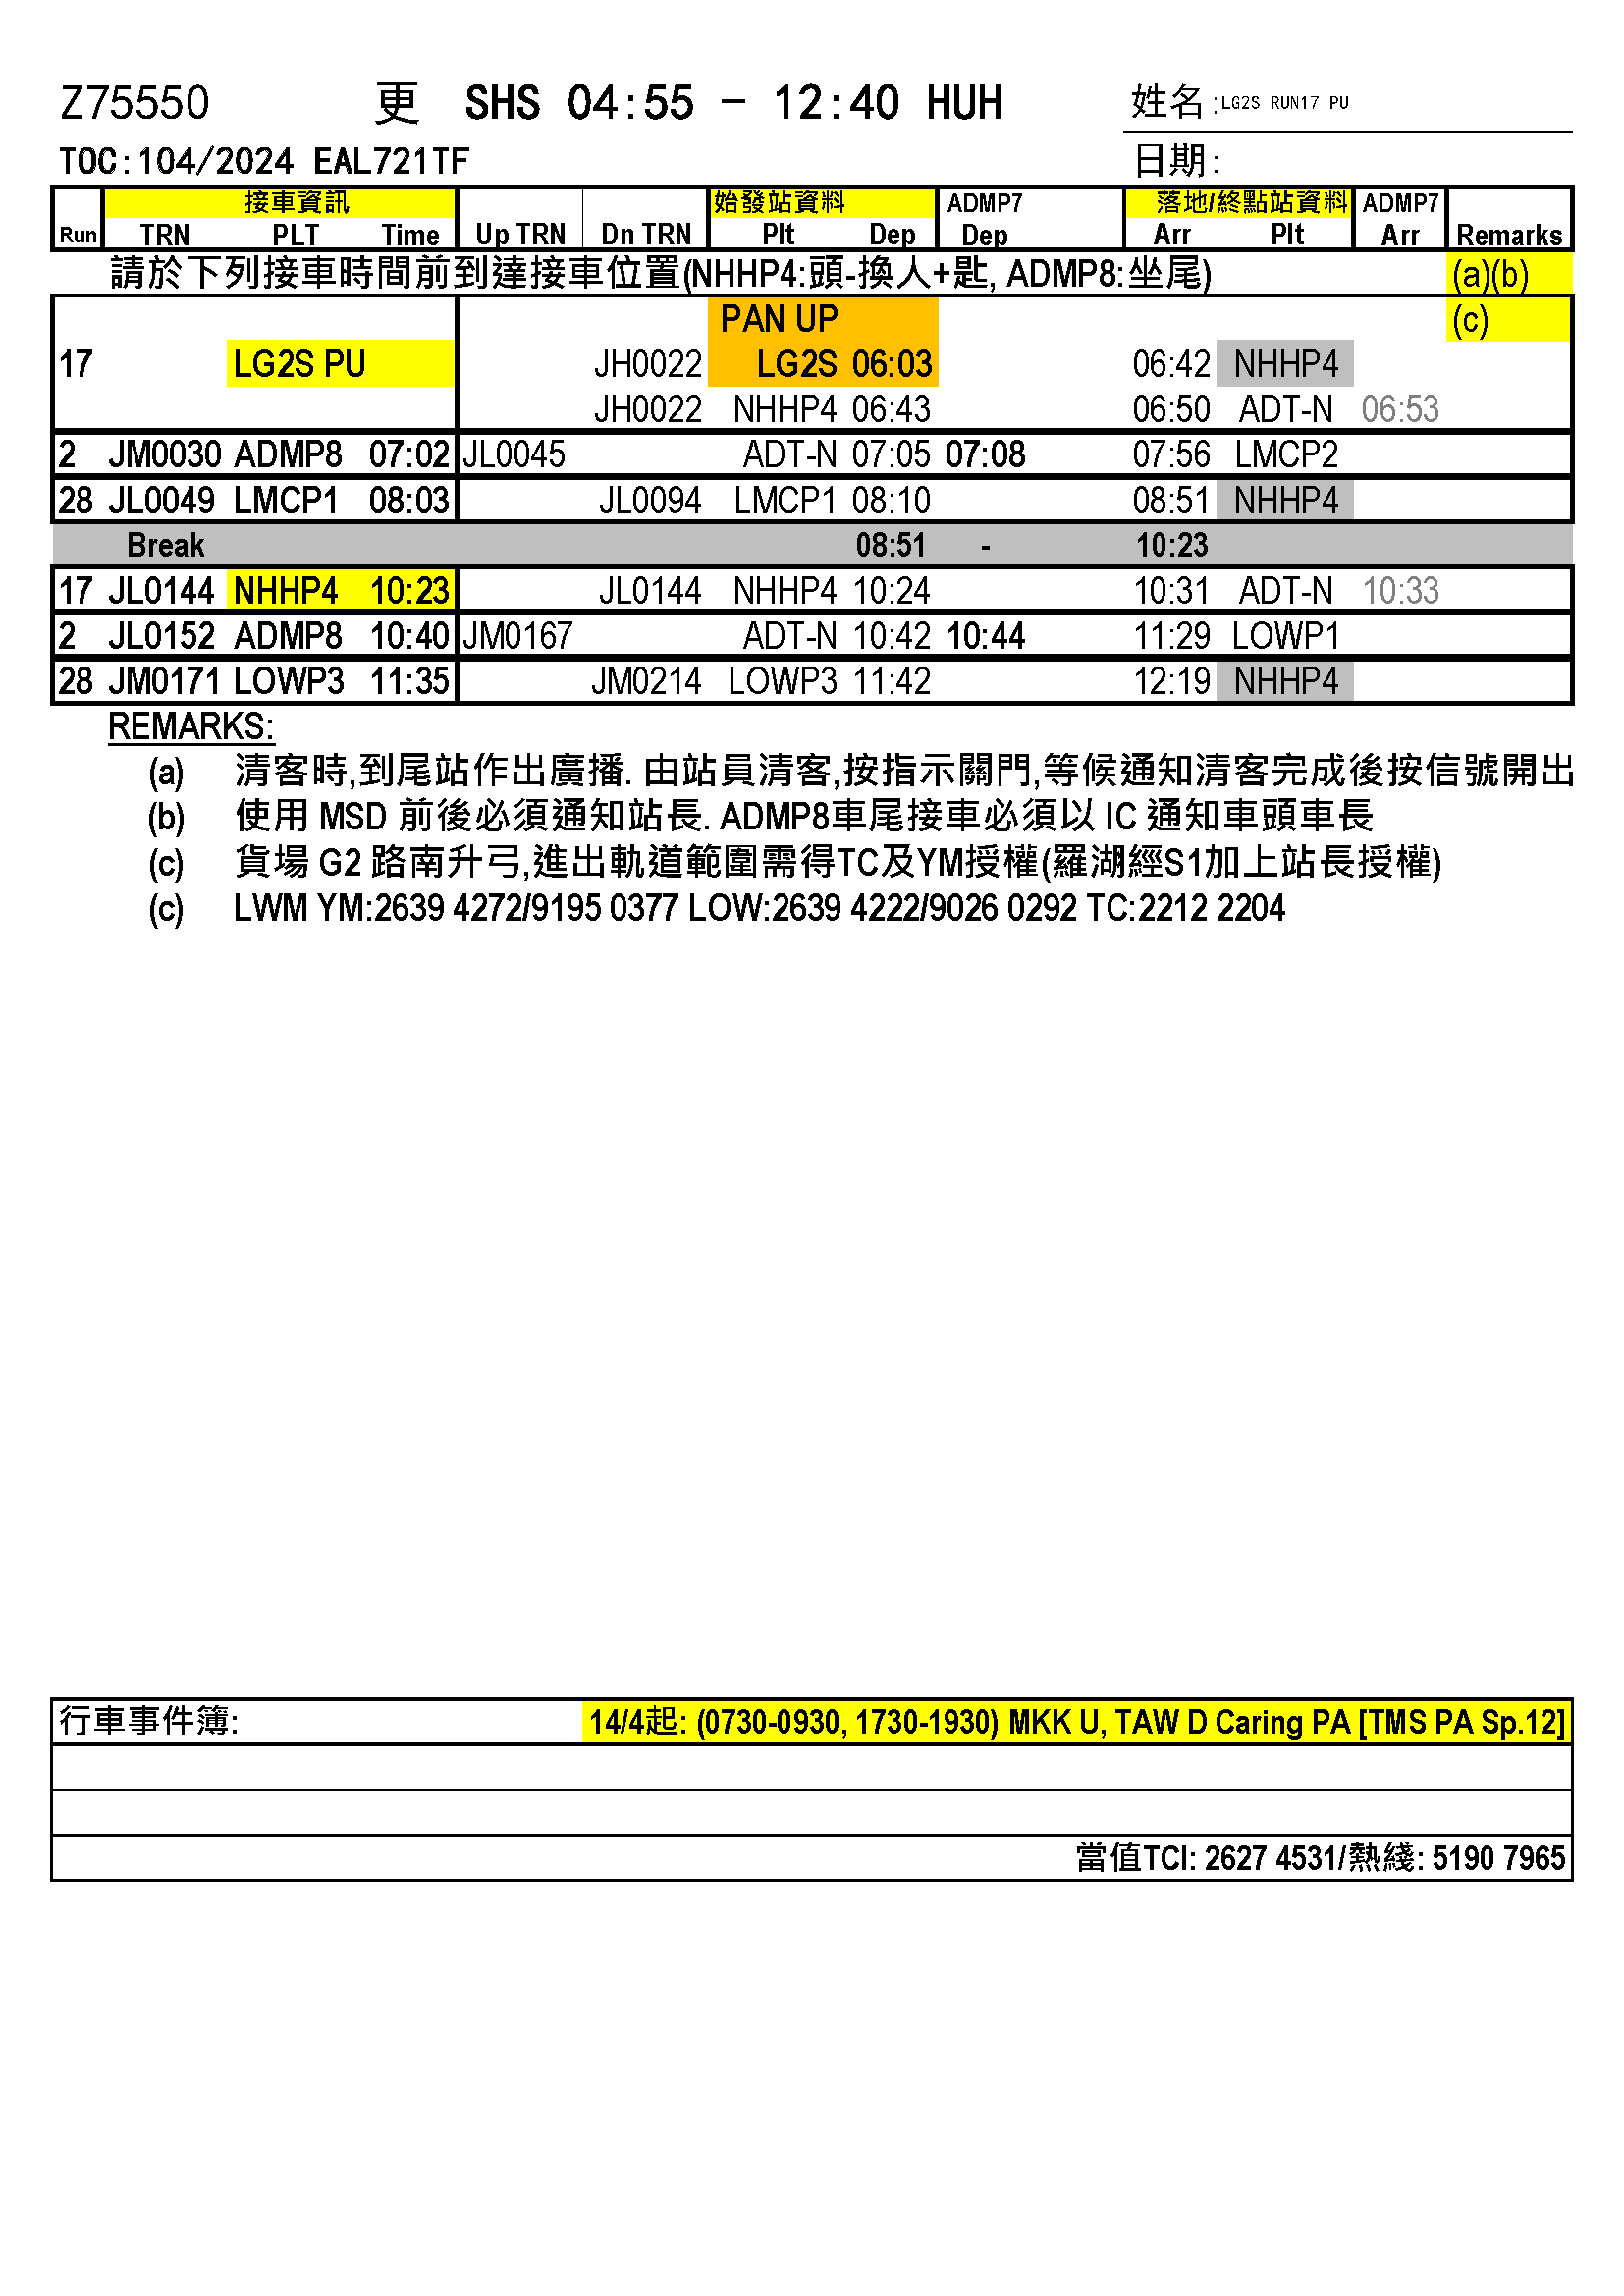 Z75550 更 SHS 04:55 - 12:40 HUH 姓名:LG2S RUN17 PU
TOC:104/2024 EAL721TF 日期:
接車資訊 始發站資料 ADMP7 落地/終點站資料 ADMP7
Run TRN PLT Time Up TRN Dn TRN Plt Dep Dep Arr Plt Arr Remarks
請於下列接車時間前到達接車位置(NHHP4:頭-換人+匙, ADMP8:坐尾) (a)(b)
PAN UP (c)
17 LG2S PU JH0022 LG2S 06:03 06:42 NHHP4
JH0022 NHHP4 06:43 06:50 ADT-N 06:53
2 JM0030 ADMP8 07:02 JL0045 ADT-N 07:05 07:08 07:56 LMCP2
28 JL0049 LMCP1 08:03 JL0094 LMCP1 08:10 08:51 NHHP4
Break 08:51 - 10:23
17 JL0144 NHHP4 10:23 JL0144 NHHP4 10:24 10:31 ADT-N 10:33
2 JL0152 ADMP8 10:40 JM0167 ADT-N 10:42 10:44 11:29 LOWP1
28 JM0171 LOWP3 11:35 JM0214 LOWP3 11:42 12:19 NHHP4
REMARKS:
(a) 清客時,到尾站作出廣播. 由站員清客,按指示關門,等候通知清客完成後按信號開出
(b) 使用 MSD 前後必須通知站長. ADMP8車尾接車必須以 IC 通知車頭車長
(c) 貨場 G2 路南升弓,進出軌道範圍需得TC及YM授權(羅湖經S1加上站長授權)
(c) LWM YM:2639 4272/9195 0377 LOW:2639 4222/9026 0292 TC:2212 2204
行車事件簿: 14/4起: (0730-0930, 1730-1930) MKK U, TAW D Caring PA [TMS PA Sp.12]
當值TCI: 2627 4531/熱綫: 5190 7965